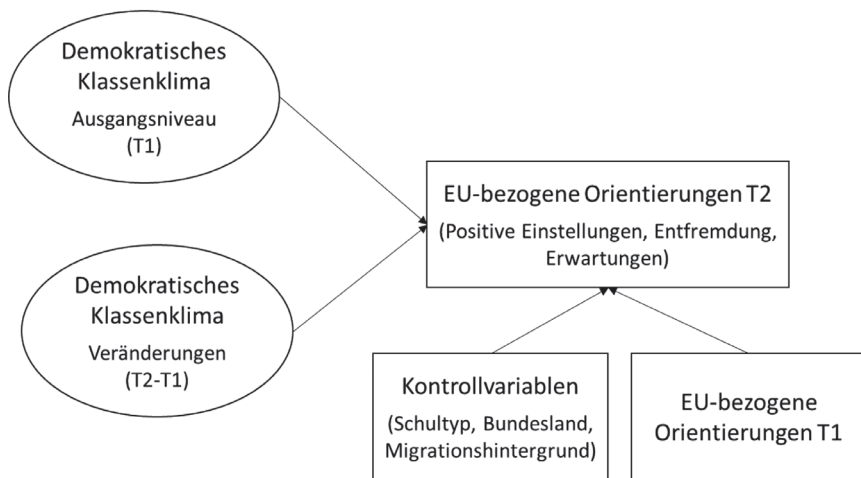 Demokratisches
Klassenklima
Ausgangsniveau
(T1)
EU-bezogene Orientierungen T2
(Positive Einstellungen, Entfremdung,
Erwartungen)
Demokratisches
Klassenklima
Veränderungen
(T2-T1)
Kontrollvariablen
(Schultyp, Bundesland,
Migrationshintergrund)
EU-bezogene
Orientierungen T1